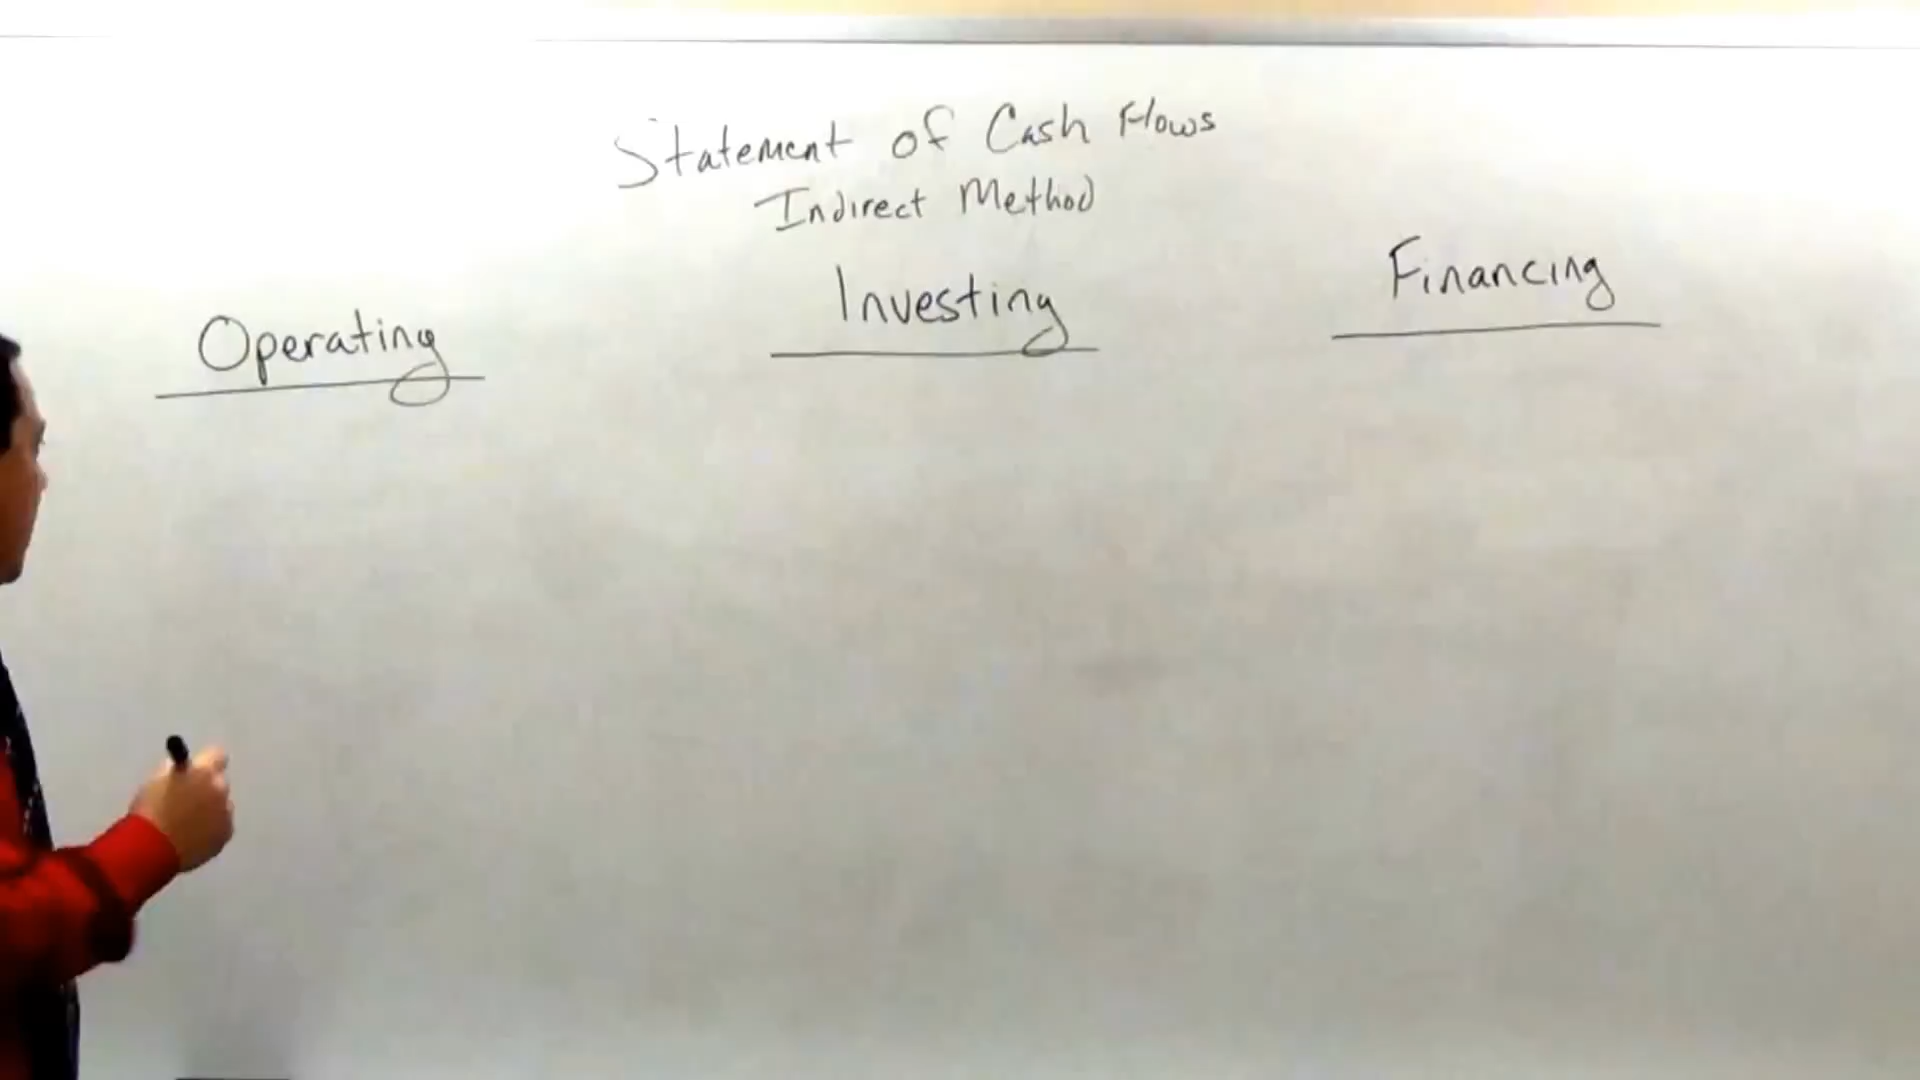 Statement of Cash Flows
Indirect Method
Operating
Investing
Financing